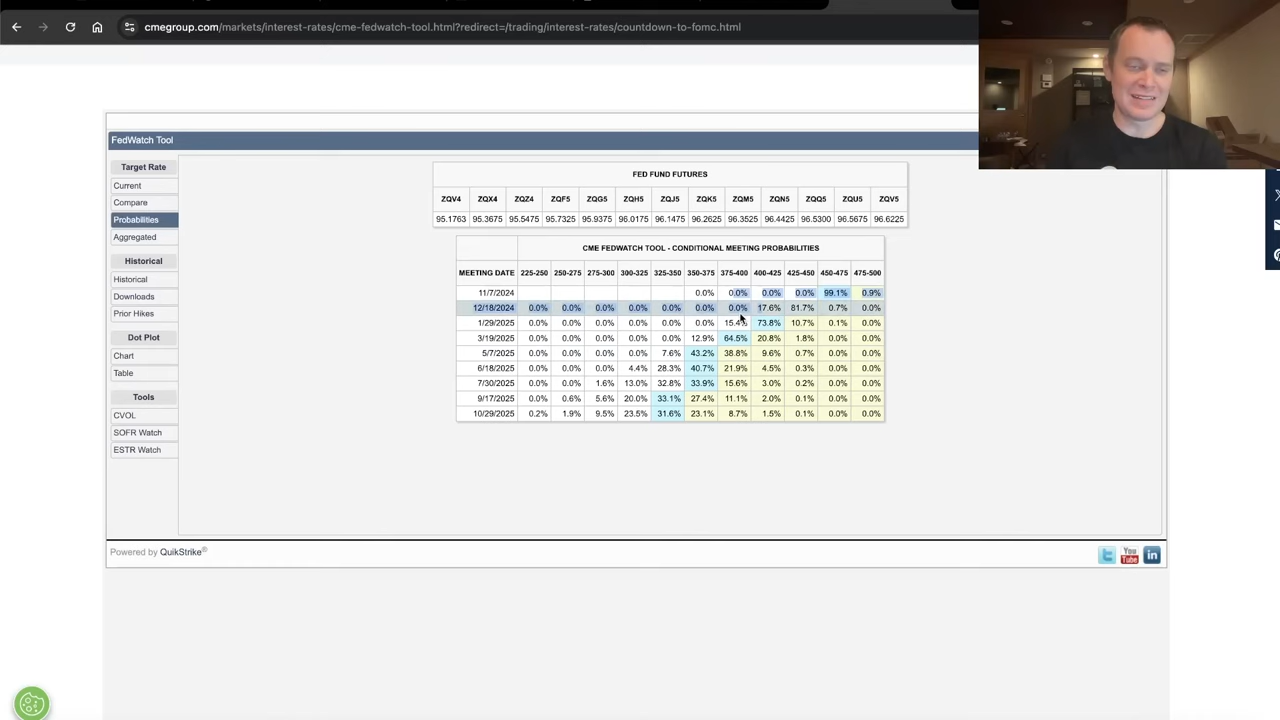 cmegroup.com/markets/interest-rates/cme-fedwatch-tool.html?redirect=/trading/interest-rates/countdown-to-fomc.html
FedWatch Tool
Target Rate
Current
Compare
Probabilities
Aggregated
Historical
Historical
Downloads
Prior Hikes
Dot Plot
Chart
Table
Tools
CVOL
SOFR Watch
ESTR Watch
FED FUND FUTURES
ZQV4 ZQX4 ZQZ4 ZQF5 ZQG5 ZQH5 ZQJ5 ZQK5 ZQM5 ZQN5 ZQQ5 ZQU5 ZQV5
95.1763 95.3675 95.5475 95.7325 95.9375 96.0175 96.1475 96.2625 96.3525 96.4425 96.5300 96.5675 96.6225
CME FEDWATCH TOOL - CONDITIONAL MEETING PROBABILITIES
MEETING DATE 225-250 250-275 275-300 300-325 325-350 350-375 375-400 400-425 425-450 450-475 475-500
11/7/2024 0.0% 0.0% 0.0% 0.0% 99.1% 0.9%
12/18/2024 0.0% 0.0% 0.0% 0.0% 0.0% 0.0% 0.0% 17.6% 81.7% 0.7% 0.0%
1/29/2025 0.0% 0.0% 0.0% 0.0% 0.0% 0.0% 15.4% 73.8% 10.7% 0.1% 0.0%
3/19/2025 0.0% 0.0% 0.0% 0.0% 0.0% 12.9% 64.5% 20.8% 1.8% 0.0% 0.0%
5/7/2025 0.0% 0.0% 0.0% 0.0% 7.6% 43.2% 38.8% 9.6% 0.7% 0.0% 0.0%
6/18/2025 0.0% 0.0% 0.0% 4.4% 28.3% 40.7% 21.9% 4.5% 0.3% 0.0% 0.0%
7/30/2025 0.0% 0.0% 1.6% 13.0% 32.8% 33.9% 15.6% 3.0% 0.2% 0.0% 0.0%
9/17/2025 0.0% 0.6% 5.6% 20.0% 33.1% 27.4% 11.1% 2.0% 0.1% 0.0% 0.0%
10/29/2025 0.2% 1.9% 9.5% 23.5% 31.6% 23.1% 8.7% 1.5% 0.1% 0.0% 0.0%
Powered by QuikStrike®
You
Tube
in